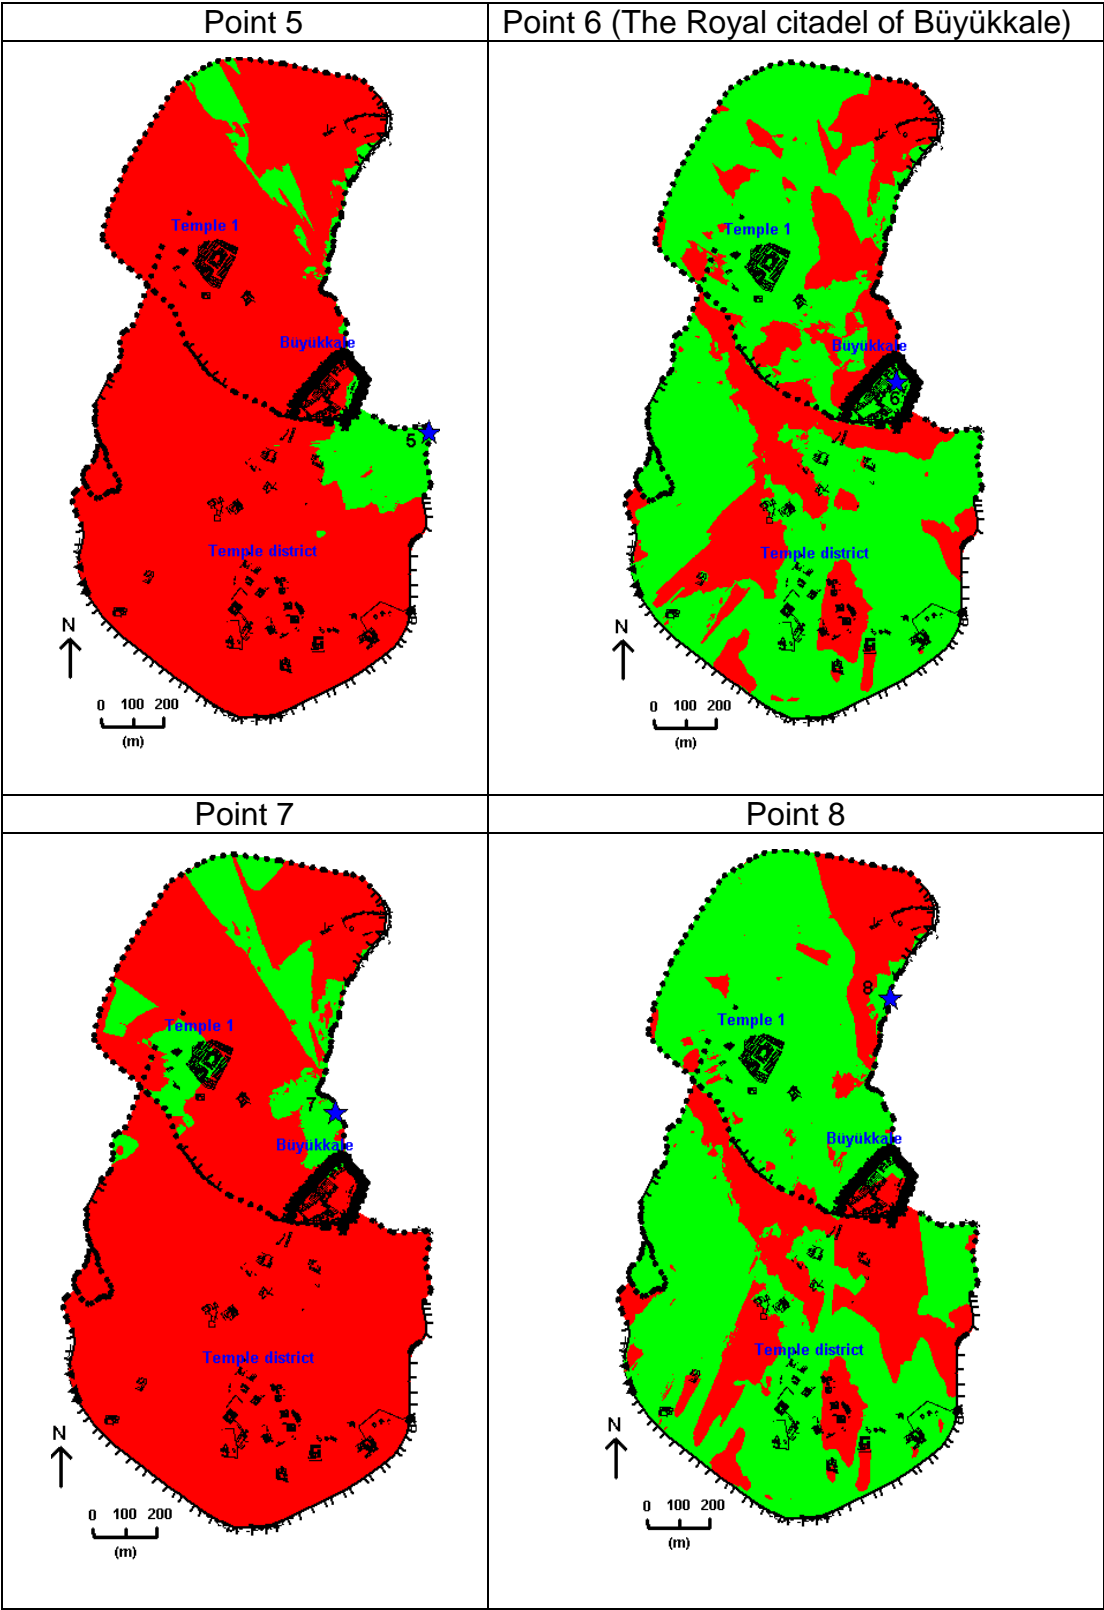 Point 5
Point 6 (The Royal citadel of Büyükkale)
Temple 1
Büyükkale
5
Temple district
N
0 100 200
(m)
Temple 1
Büyükkale
6
Temple district
N
0 100 200
(m)
Point 7
Point 8
Temple 1
7
Büyükkale
Temple district
N
0 100 200
(m)
8
Temple 1
Büyükkale
Temple district
N
0 100 200
(m)